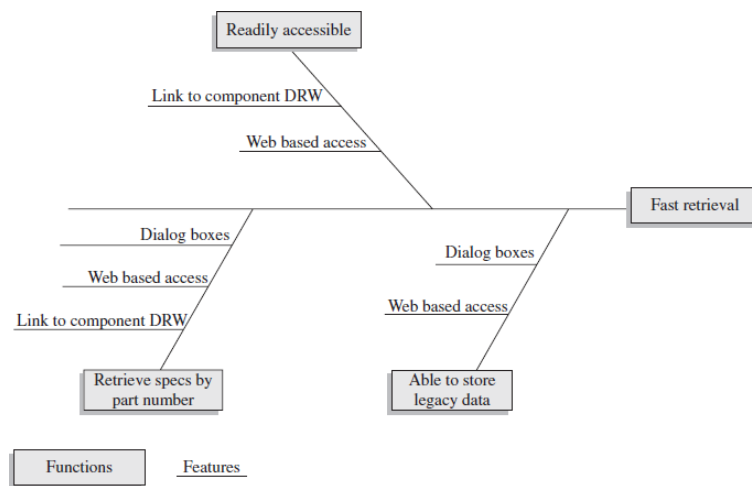 Readily accessible
Link to component DRW
Web based access
Fast retrieval
Dialog boxes
Web based access
Link to component DRW
Retrieve specs by
part number
Dialog boxes
Web based access
Able to store
legacy data
Functions
Features